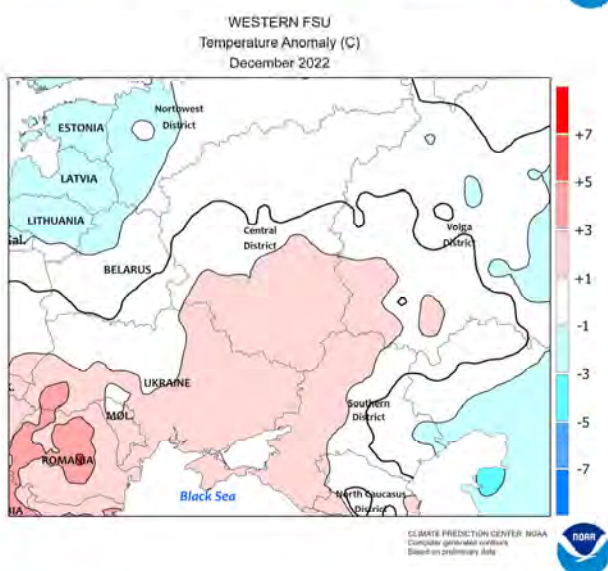 WESTERN FSU
Temperature Anomaly (C)
December 2022
Northwest
District
ESTONIA
LATVIA
LITHUANIA
al.
BELARUS
Central
District
Volga
District
UKRAINE
MOL.
ROMANIA
Southern
District
North Caucasus
District
Black Sea
IA
+7
+5
+3
+1
-1
-3
-5
-7
CLIMATE PREDICTION CENTER NOAA
Computer generated contours
Based on preliminary data
NOAA